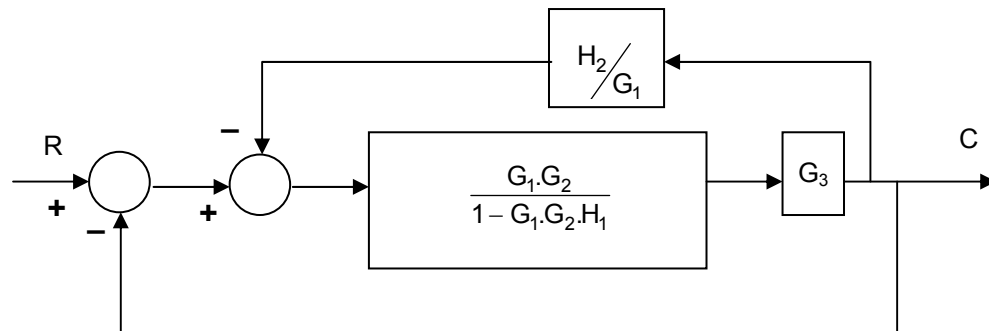 H₂/G₁
−
R
C
G₁.G₂
1 − G₁.G₂.H₁
G₃
+
+
−